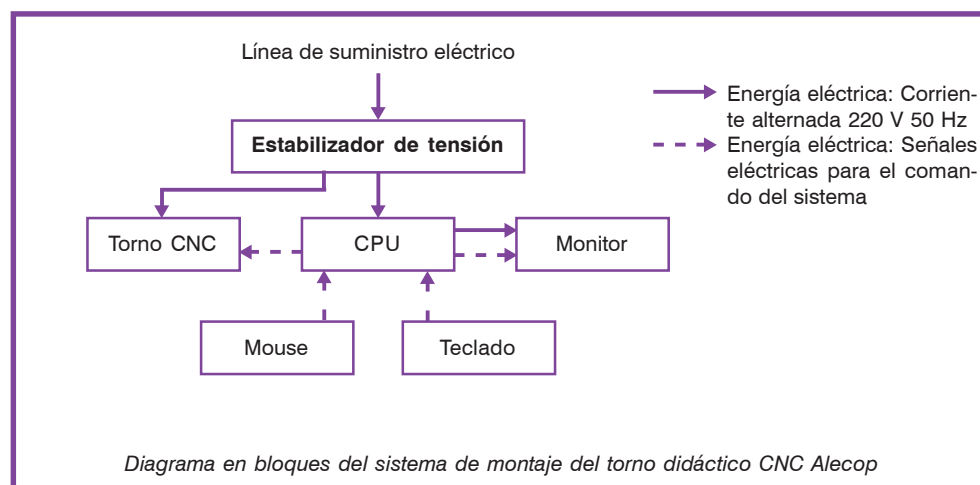 Línea de suministro eléctrico
Energía eléctrica: Corrien-
te alternada 220 V 50 Hz
Energía eléctrica: Señales
eléctricas para el coman-
do del sistema
Estabilizador de tensión
Torno CNC
CPU
Monitor
Mouse
Teclado
Diagrama en bloques del sistema de montaje del torno didáctico CNC Alecop